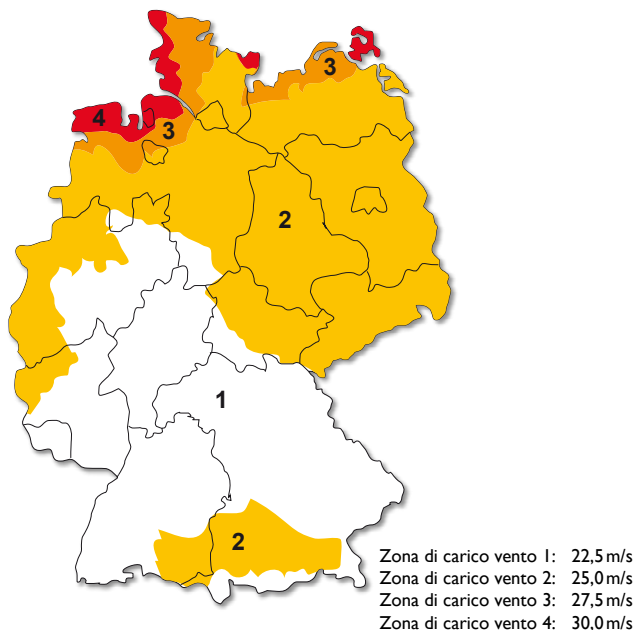 3
4
3
2
1
2
Zona di carico vento 1: 22,5 m/s
Zona di carico vento 2: 25,0 m/s
Zona di carico vento 3: 27,5 m/s
Zona di carico vento 4: 30,0 m/s